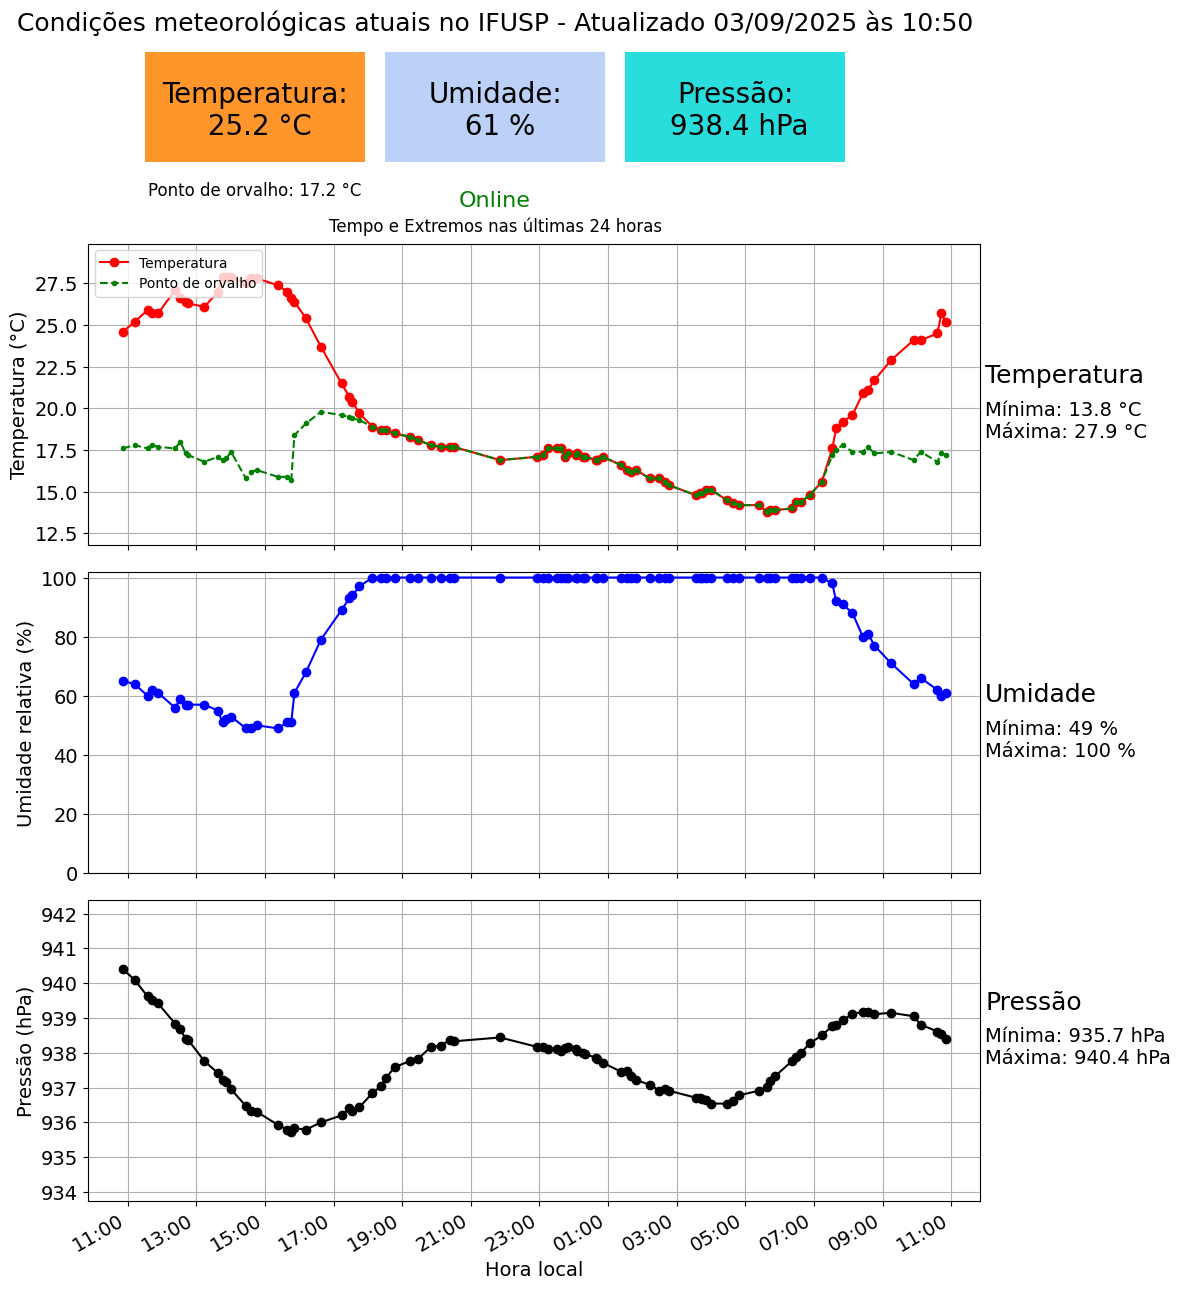 Condições meteorológicas atuais no IFUSP - Atualizado 03/09/2025 às 10:50
Temperatura:
25.2 °C
Umidade:
61 %
Pressão:
938.4 hPa
Ponto de orvalho: 17.2 °C
Online
Tempo e Extremos nas últimas 24 horas
Temperatura
Ponto de orvalho
Temperatura (°C)
27.5
25.0
22.5
20.0
17.5
15.0
12.5
Temperatura
Mínima: 13.8 °C
Máxima: 27.9 °C
Umidade relativa (%)
100
80
60
40
20
0
Umidade
Mínima: 49 %
Máxima: 100 %
Pressão (hPa)
942
941
940
939
938
937
936
935
934
Pressão
Mínima: 935.7 hPa
Máxima: 940.4 hPa
11:00
13:00
15:00
17:00
19:00
21:00
23:00
01:00
03:00
05:00
07:00
09:00
11:00
Hora local